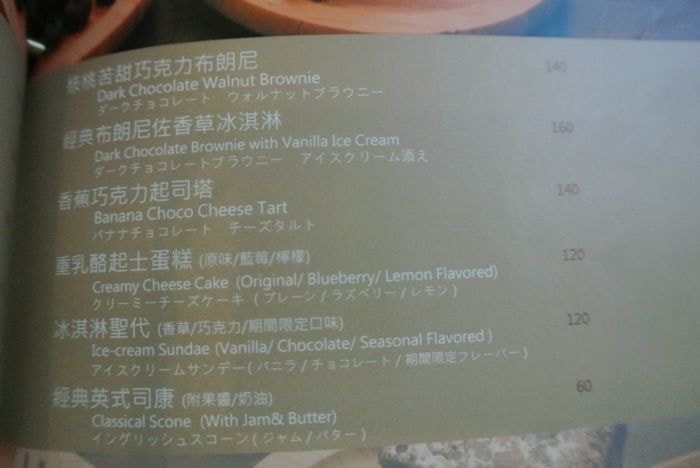 核桃苦甜巧克力布朗尼 140
Dark Chocolate Walnut Brownie
ダークチョコレート ウォルナットブラウニー
經典布朗尼佐香草冰淇淋 160
Dark Chocolate Brownie with Vanilla Ice Cream
ダークチョコレートブラウニー アイスクリーム添え
香蕉巧克力起司塔 140
Banana Choco Cheese Tart
バナナチョコレート チーズタルト
重乳酪起士蛋糕 (原味/藍莓/檸檬) 120
Creamy Cheese Cake (Original/ Blueberry/ Lemon Flavored)
クリーミーチーズケーキ ( プレーン / ラズベリー / レモン )
冰淇淋聖代 (香草/巧克力/期間限定口味) 120
Ice-cream Sundae (Vanilla/ Chocolate/ Seasonal Flavored )
アイスクリームサンデー( バニラ / チョコレート / 期間限定フレーバー )
經典英式司康 (附果醬/奶油) 60
Classical Scone (With Jam& Butter)
イングリッシュスコーン ( ジャム / バター )